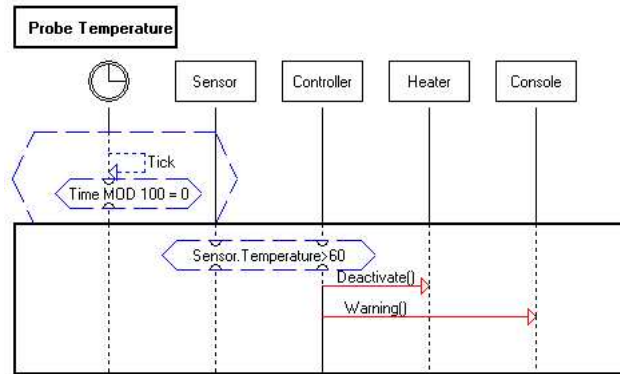 Probe Temperature
Sensor
Controller
Heater
Console
Tick
Time MOD 100 = 0
Sensor.Temperature>60
Deactivate()
Warning()